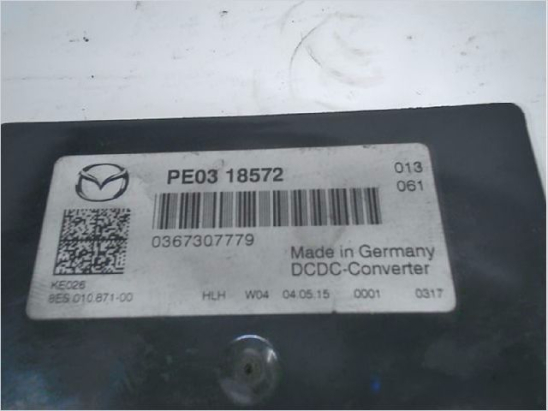 PE03 18572
013
061
0367307779
Made in Germany
DCDC-Converter
KE026
8ES 010 871-00
HLH W04 04.05.15 0001 0317